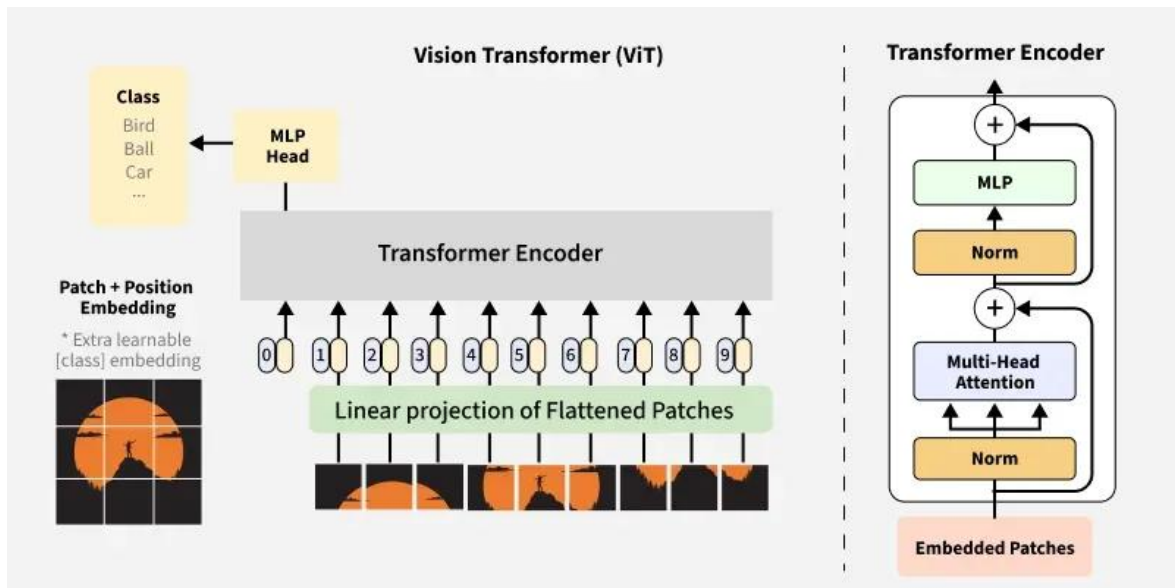 Vision Transformer (ViT)
Class
Bird
Ball
Car
...
MLP
Head
Transformer Encoder
Patch + Position
Embedding
* Extra learnable
[class] embedding
0 1 2 3 4 5 6 7 8 9
Linear projection of Flattened Patches
Transformer Encoder
+
MLP
Norm
+
Multi-Head
Attention
Norm
Embedded Patches